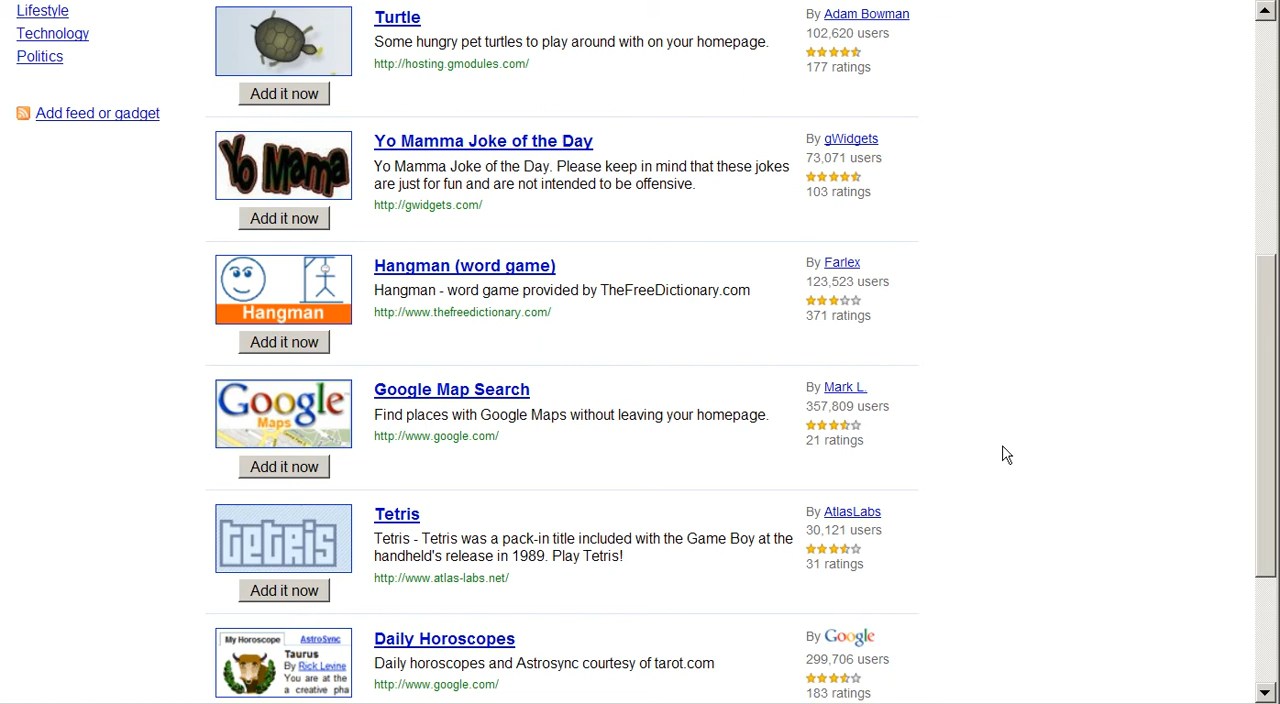 Lifestyle
Technology
Politics
Add feed or gadget
Turtle
Some hungry pet turtles to play around with on your homepage.
http://hosting.gmodules.com/
Add it now
By Adam Bowman
102,620 users
177 ratings
Yo Mama
Yo Mamma Joke of the Day
Yo Mamma Joke of the Day. Please keep in mind that these jokes
are just for fun and are not intended to be offensive.
http://gwidgets.com/
Add it now
By gWidgets
73,071 users
103 ratings
Hangman
Hangman (word game)
Hangman - word game provided by TheFreeDictionary.com
http://www.thefreedictionary.com/
Add it now
By Farlex
123,523 users
371 ratings
Google™
Maps
Google Map Search
Find places with Google Maps without leaving your homepage.
http://www.google.com/
Add it now
By Mark L.
357,809 users
21 ratings
tetris
Tetris
Tetris - Tetris was a pack-in title included with the Game Boy at the
handheld's release in 1989. Play Tetris!
http://www.atlas-labs.net/
Add it now
By AtlasLabs
30,121 users
31 ratings
My Horoscope AstroSync
Taurus
By Rick Levine
You are at the
a creative pha
Daily Horoscopes
Daily horoscopes and Astrosync courtesy of tarot.com
http://www.google.com/
By Google
299,706 users
183 ratings